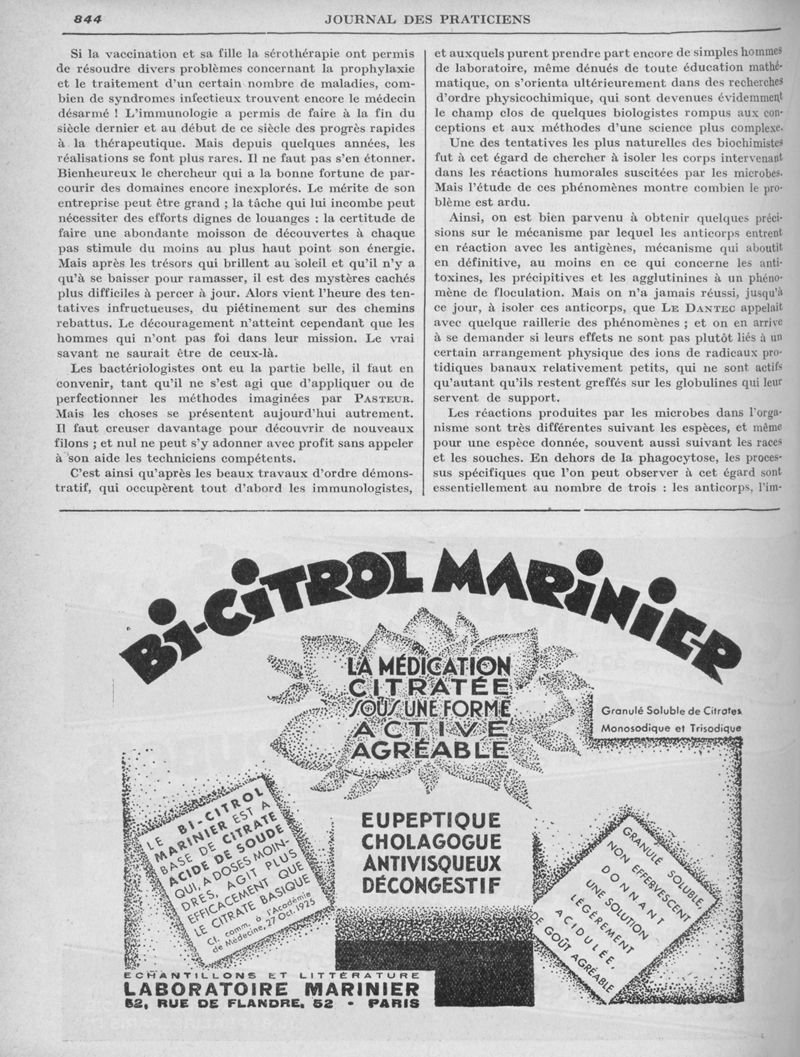 844
JOURNAL DES PRATICIENS
Si la vaccination et sa fille la sérothérapie ont permis
de résoudre divers problèmes concernant la prophylaxie
et le traitement d'un certain nombre de maladies, com-
bien de syndromes infectieux trouvent encore le médecin
désarmé ! L'immunologie a permis de faire à la fin du
siècle dernier et au début de ce siècle des progrès rapides
à la thérapeutique. Mais depuis quelques années, les
réalisations se font plus rares. Il ne faut pas s'en étonner.
Bienheureux le chercheur qui a la bonne fortune de par-
courir des domaines encore inexplorés. Le mérite de son
entreprise peut être grand ; la tâche qui lui incombe peut
nécessiter des efforts dignes de louanges : la certitude de
faire une abondante moisson de découvertes à chaque
pas stimule du moins au plus haut point son énergie.
Mais après les trésors qui brillent au soleil et qu'il n'y a
qu'à se baisser pour ramasser, il est des mystères cachés
plus difficiles à percer à jour. Alors vient l'heure des ten-
tatives infructueuses, du piétinement sur des chemins
rebattus. Le découragement n'atteint cependant que les
hommes qui n'ont pas foi dans leur mission. Le vrai
savant ne saurait être de ceux-là.
Les bactériologistes ont eu la partie belle, il faut en
convenir, tant qu'il ne s'est agi que d'appliquer ou de
perfectionner les méthodes imaginées par PASTEUR.
Mais les choses se présentent aujourd'hui autrement.
Il faut creuser davantage pour découvrir de nouveaux
filons ; et nul ne peut s'y adonner avec profit sans appeler
à son aide les techniciens compétents.
C'est ainsi qu'après les beaux travaux d'ordre démons-
tratif, qui occupèrent tout d'abord les immunologistes,
et auxquels purent prendre part encore de simples hommes
de laboratoire, même dénués de toute éducation mathé-
matique, on s'orienta ultérieurement dans des recherches
d'ordre physicochimique, qui sont devenues évidemment
le champ clos de quelques biologistes rompus aux con-
ceptions et aux méthodes d'une science plus complexe.
Une des tentatives les plus naturelles des biochimistes
fut à cet égard de chercher à isoler les corps intervenant
dans les réactions humorales suscitées par les microbes.
Mais l'étude de ces phénomènes montre combien le pro-
blème est ardu.
Ainsi, on est bien parvenu à obtenir quelques préci-
sions sur le mécanisme par lequel les anticorps entrent
en réaction avec les antigènes, mécanisme qui aboutit
en définitive, au moins en ce qui concerne les anti-
toxines, les précipitives et les agglutinines à un phéno-
mène de floculation. Mais on n'a jamais réussi, jusqu'à
ce jour, à isoler ces anticorps, que LE DANTEC appelait
avec quelque raillerie des phénomènes ; et on en arrive
à se demander si leurs effets ne sont pas plutôt liés à un
certain arrangement physique des ions de radicaux pro-
tidiques banaux relativement petits, qui ne sont actifs
qu'autant qu'ils restent greffés sur les globulines qui leur
servent de support.
Les réactions produites par les microbes dans l'orga-
nisme sont très différentes suivant les espèces, et même
pour une espèce donnée, souvent aussi suivant les races
et les souches. En dehors de la phagocytose, les proces-
sus spécifiques que l'on peut observer à cet égard sont
essentiellement au nombre de trois : les anticorps, l'im-
BI-CITROL MARINIER
LA MÉDICATION
CITRATÉE
SOUS UNE FORME
ACTIVE
AGRÉABLE
Granulé Soluble de Citrates
Monosodique et Trisodique
LE BI-CITROL
MARINIER EST A
BASE DE CITRATE
ACIDE DE SOUDE
QUI, A DOSES MOIN-
DRES, AGIT PLUS
EFFICACEMENT QUE
LE CITRATE BASIQUE
Cf. comm. à l'Académie
de Médecine, 27 Oct. 1925
EUPEPTIQUE
CHOLAGOGUE
ANTIVISQUEUX
DÉCONGESTIF
GRANULE SOLUBLE
NON EFFERVESCENT
DONNANT
UNE SOLUTION
LÉGÈREMENT
ACIDULÉE
DE GOÛT AGRÉABLE
ECHANTILLONS ET LITTÉRATURE
LABORATOIRE MARINIER
52, RUE DE FLANDRE, 52 • PARIS